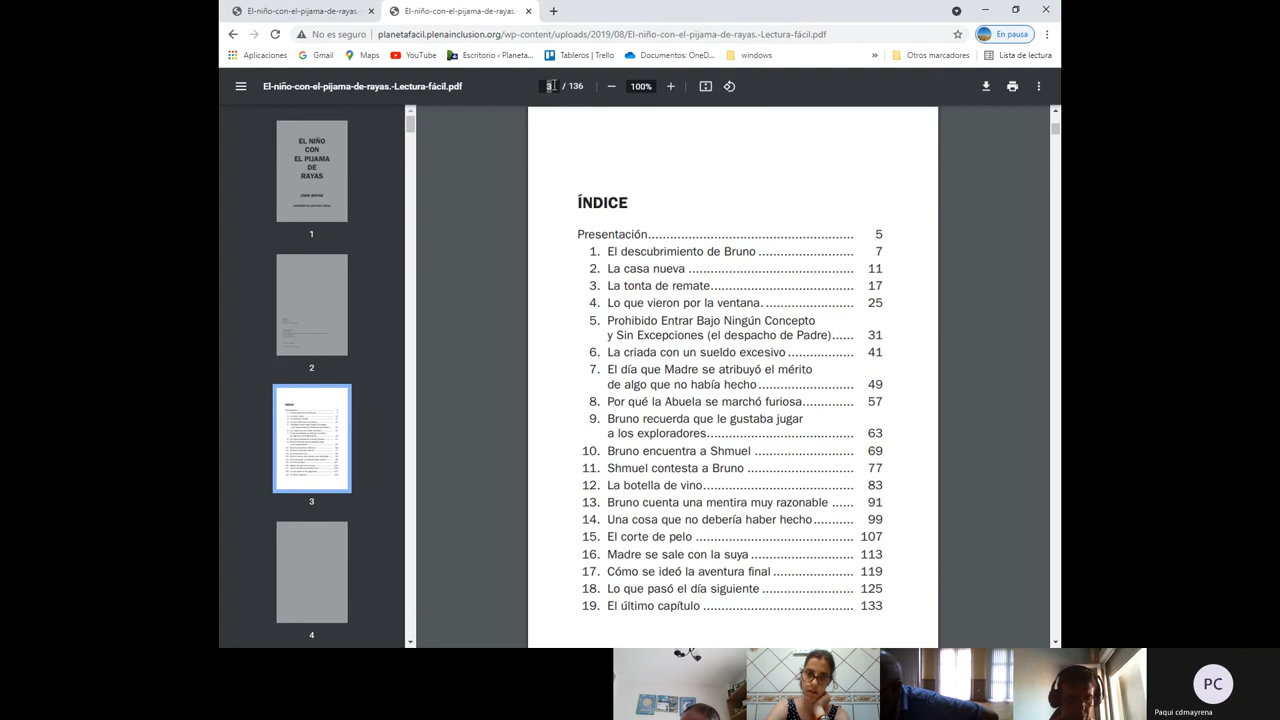 El-niño-con-el-pijama-de-rayas.-
El-niño-con-el-pijama-de-rayas.-
No es seguro planetafacil.plenainclusion.org/wp-content/uploads/2019/08/El-niño-con-el-pijama-de-rayas.-Lectura-fácil.pdf En pausa
Aplicaciones Gmail Maps YouTube Escritorio – Planeta... Tableros | Trello Documentos: OneD... windows » Otros marcadores Lista de lectura
El-niño-con-el-pijama-de-rayas.-Lectura-fácil.pdf 3 / 136 100%
EL NIÑO
CON
EL PIJAMA
DE
RAYAS
1
2
3
4
ÍNDICE
Presentación 5
1. El descubrimiento de Bruno 7
2. La casa nueva 11
3. La tonta de remate 17
4. Lo que vieron por la ventana. 25
5. Prohibido Entrar Bajo Ningún Concepto
y Sin Excepciones (el despacho de Padre) 31
6. La criada con un sueldo excesivo 41
7. El día que Madre se atribuyó el mérito
de algo que no había hecho 49
8. Por qué la Abuela se marchó furiosa 57
9. Bruno recuerda que le gustaba jugar
a los exploradores 63
10. Bruno encuentra a Shmuel 69
11. Shmuel contesta a Bruno 77
12. La botella de vino 83
13. Bruno cuenta una mentira muy razonable 91
14. Una cosa que no debería haber hecho 99
15. El corte de pelo 107
16. Madre se sale con la suya 113
17. Cómo se ideó la aventura final 119
18. Lo que pasó el día siguiente 125
19. El último capítulo 133
PC
Paqui cdmayrena